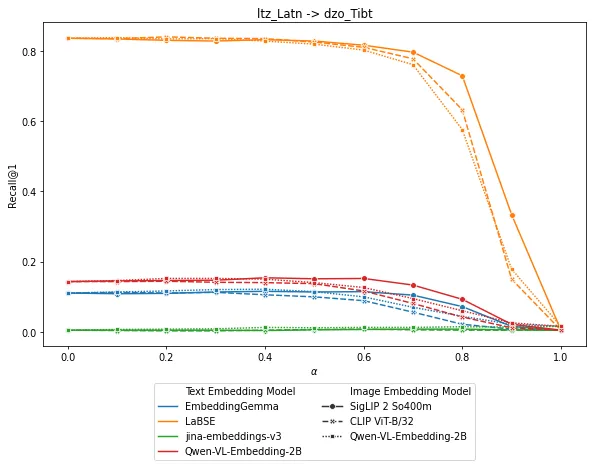 ltz_Latn -> dzo_Tibt
Recall@1
0.8
0.6
0.4
0.2
0.0
0.0 0.2 0.4 0.6 0.8 1.0
α
Text Embedding Model
EmbeddingGemma
LaBSE
jina-embeddings-v3
Qwen-VL-Embedding-2B
Image Embedding Model
SigLIP 2 So400m
CLIP ViT-B/32
Qwen-VL-Embedding-2B